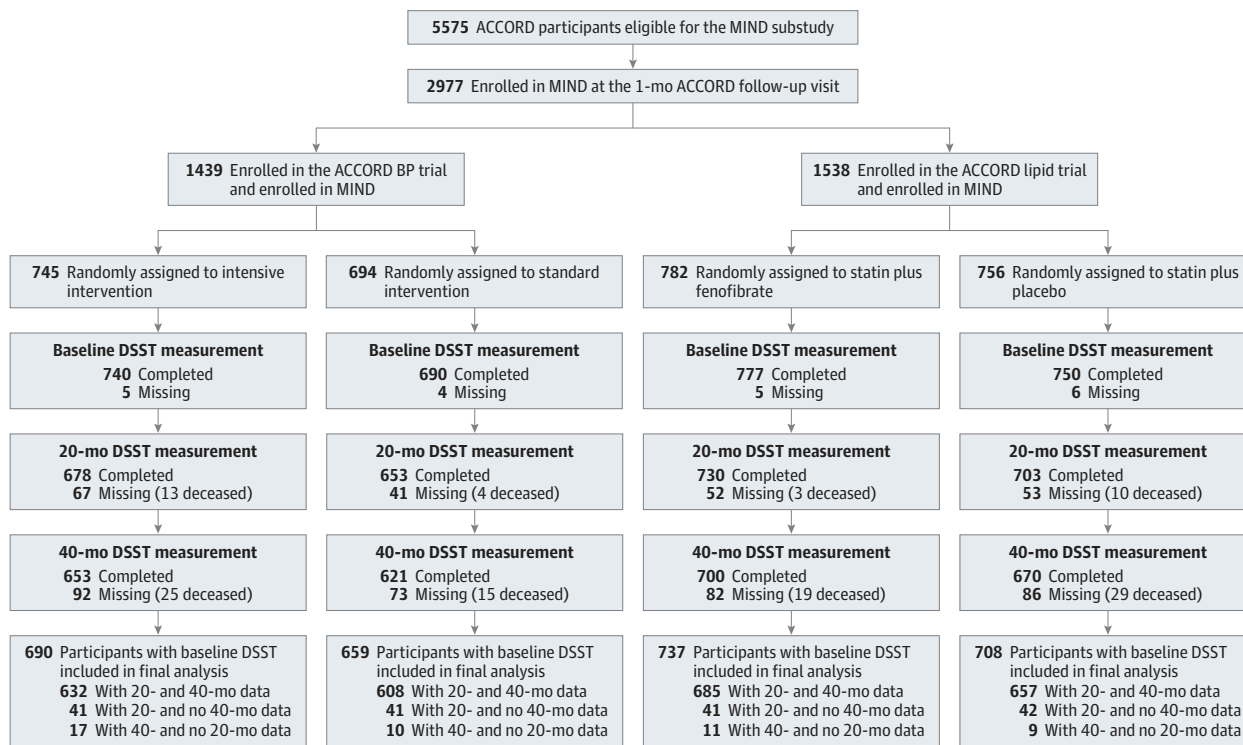 5575 ACCORD participants eligible for the MIND substudy
2977 Enrolled in MIND at the 1-mo ACCORD follow-up visit
1439 Enrolled in the ACCORD BP trial
and enrolled in MIND
1538 Enrolled in the ACCORD lipid trial
and enrolled in MIND
745 Randomly assigned to intensive
intervention
694 Randomly assigned to standard
intervention
782 Randomly assigned to statin plus
fenofibrate
756 Randomly assigned to statin plus
placebo
Baseline DSST measurement
740 Completed
5 Missing
Baseline DSST measurement
690 Completed
4 Missing
Baseline DSST measurement
777 Completed
5 Missing
Baseline DSST measurement
750 Completed
6 Missing
20-mo DSST measurement
678 Completed
67 Missing (13 deceased)
20-mo DSST measurement
653 Completed
41 Missing (4 deceased)
20-mo DSST measurement
730 Completed
52 Missing (3 deceased)
20-mo DSST measurement
703 Completed
53 Missing (10 deceased)
40-mo DSST measurement
653 Completed
92 Missing (25 deceased)
40-mo DSST measurement
621 Completed
73 Missing (15 deceased)
40-mo DSST measurement
700 Completed
82 Missing (19 deceased)
40-mo DSST measurement
670 Completed
86 Missing (29 deceased)
690 Participants with baseline DSST
included in final analysis
632 With 20- and 40-mo data
41 With 20- and no 40-mo data
17 With 40- and no 20-mo data
659 Participants with baseline DSST
included in final analysis
608 With 20- and 40-mo data
41 With 20- and no 40-mo data
10 With 40- and no 20-mo data
737 Participants with baseline DSST
included in final analysis
685 With 20- and 40-mo data
41 With 20- and no 40-mo data
11 With 40- and no 20-mo data
708 Participants with baseline DSST
included in final analysis
657 With 20- and 40-mo data
42 With 20- and no 40-mo data
9 With 40- and no 20-mo data